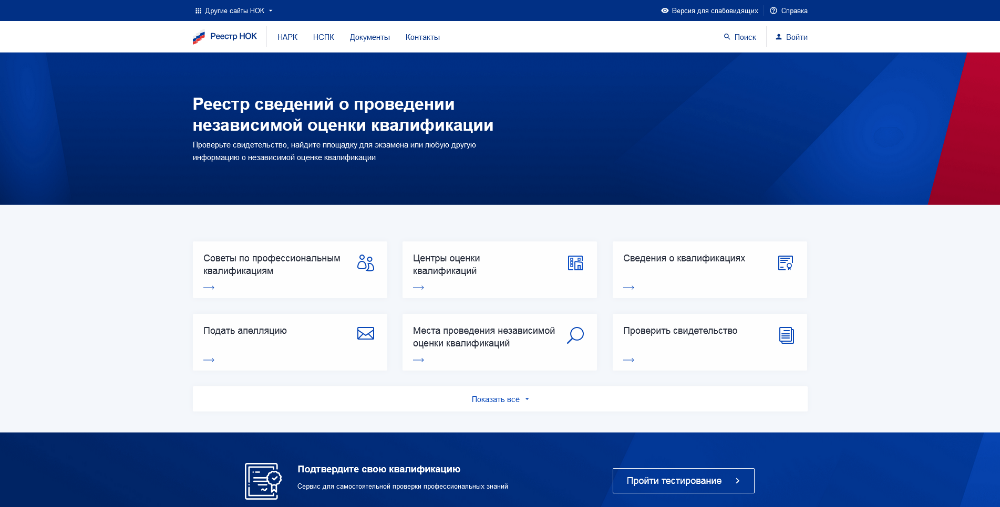 Другие сайты НОК
Версия для слабовидящих
Справка
Реестр НОК
НАРК
НСПК
Документы
Контакты
Поиск
Войти
Реестр сведений о проведении
независимой оценки квалификации
Проверьте свидетельство, найдите площадку для экзамена или любую другую
информацию о независимой оценке квалификации
Советы по профессиональным
квалификациям
Центры оценки
квалификаций
Сведения о квалификациях
Подать апелляцию
Места проведения независимой
оценки квалификаций
Проверить свидетельство
Показать всё
Подтвердите свою квалификацию
Сервис для самостоятельной проверки профессиональных знаний
Пройти тестирование